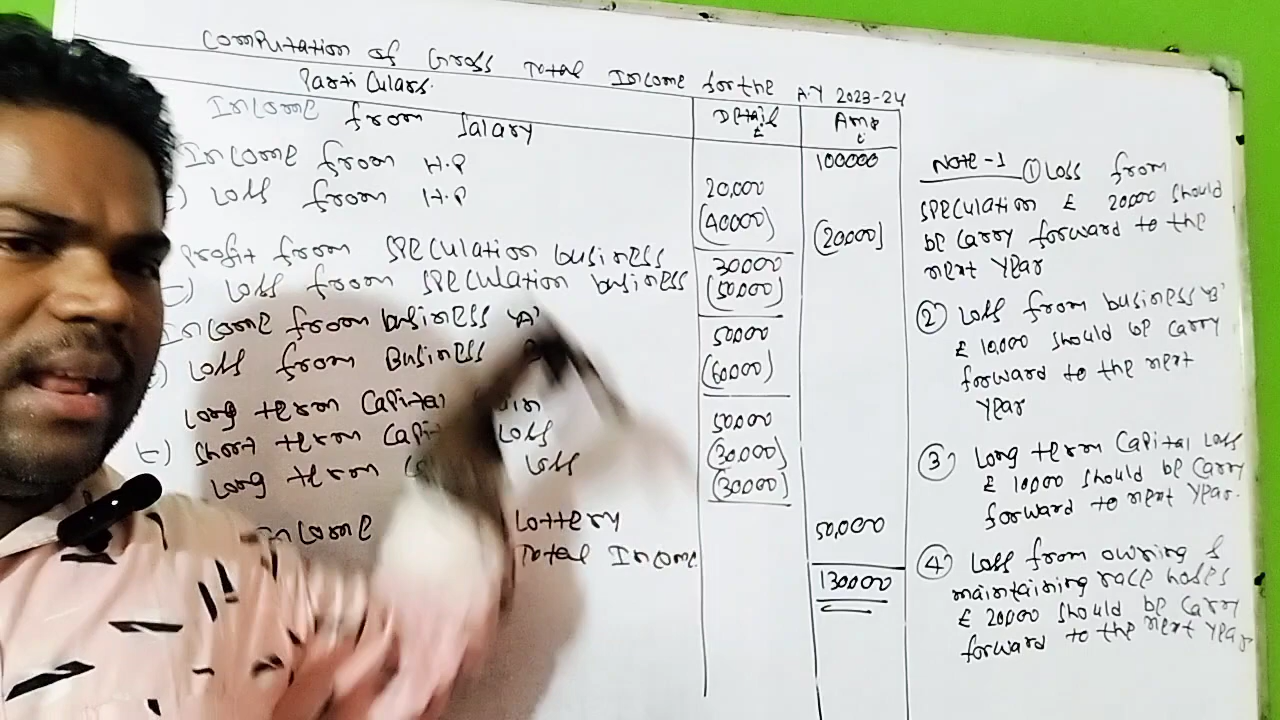 Computation of Gross Total Income for the AY 2023-24
Particulars.
Details
₹
Amt
₹
Income from Salary
100000
Income from H.P
20,000
(-) Loss from H.P
(40000)
(20000)
Profit from Speculation business
30000
(-) Loss from Speculation business
(50000)
Income from business 'A'
50000
Loss from Business
(60000)
Long term Capital
50000
(-) Short term Loss
(30000)
Long term Loss
(30000)
Income Lottery
50,000
Total Income
130000
Note-1 ① Loss from
Speculation ₹ 20000 Should
be Carry forward to the
next year
② Loss from business 'B'
₹ 10,000 should be carry
forward to the next
year
③ Long term Capital Loss
₹ 10000 should be carry
forward to next year.
④ Loss from owning &
maintaining race hoses
₹ 20000 should be carry
forward to the next year